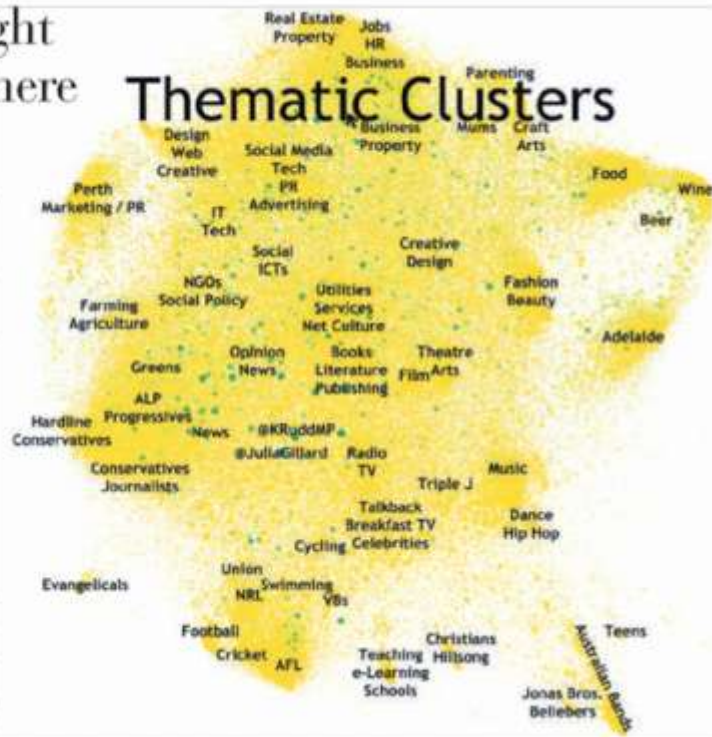 ght
here
Thematic Clusters
Real Estate
Property
Jobs
HR
Business
Parenting
Business
Property
Mums
Craft
Arts
Design
Web
Creative
Social Media
Tech
PR
Advertising
Food
Wine
Beer
Perth
Marketing / PR
IT
Tech
Social
ICTs
Creative
Design
NGOs
Social Policy
Utilities
Services
Net Culture
Fashion
Beauty
Farming
Agriculture
Adelaide
Greens
Opinion
News
Books
Literature
Publishing
Film
Theatre
Arts
ALP
Progressives
Hardline
Conservatives
News
@KRuddMP
@JuliaGillard
Radio
TV
Conservatives
Journalists
Triple J
Music
Dance
Hip Hop
Talkback
Breakfast TV
Celebrities
Cycling
Evangelicals
Union
NRL
Swimming
V8s
Football
Cricket
AFL
Teaching
e-Learning
Schools
Christians
Hillsong
Teens
Australian Bands
Jonas Bros.
Beliebers